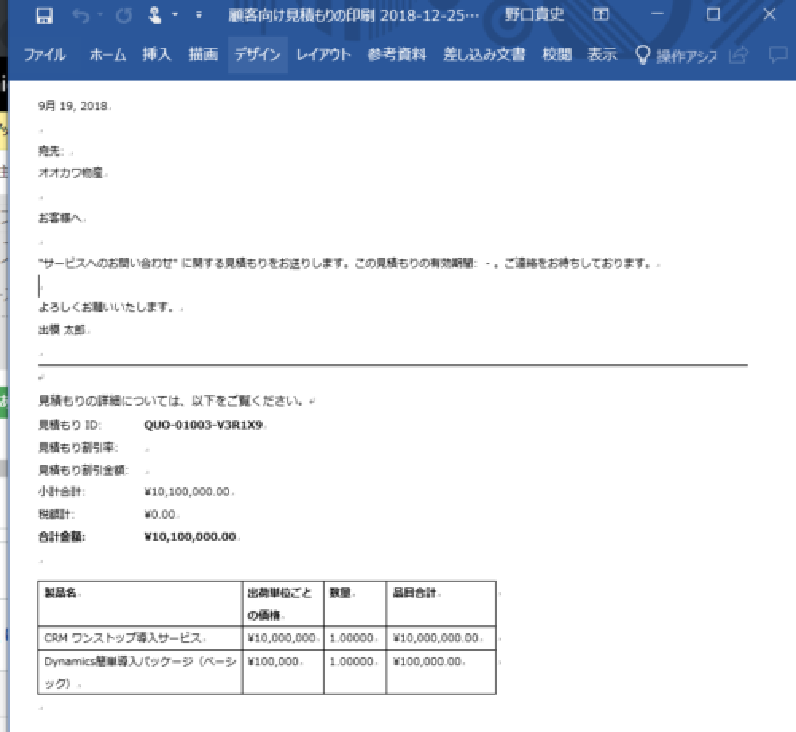 顧客向け見積もりの印刷 2018-12-25… 野口貴史
ファイル ホーム 挿入 描画 デザイン レイアウト 参考資料 差し込み文書 校閲 表示 操作アシス
9月 19, 2018
宛先:
オオカワ物産
お客様へ
"サービスへのお問い合わせ" に関する見積もりをお送りします。この見積もりの有効期間: - 。ご連絡をお待ちしております。
よろしくお願いいたします。
出模 太郎
見積もりの詳細については、以下をご覧ください。
見積もり ID: QUO-01003-V3R1X9
見積もり割引率:
見積もり割引金額:
小計合計: ¥10,100,000.00
税額計: ¥0.00
合計金額: ¥10,100,000.00
製品名 出荷単位ごと 数量 品目合計
の価格
CRM ワンストップ導入サービス ¥10,000,000 1.00000 ¥10,000,000.00
Dynamics簡単導入パッケージ（ベーシ ¥100,000 1.00000 ¥100,000.00
ック）